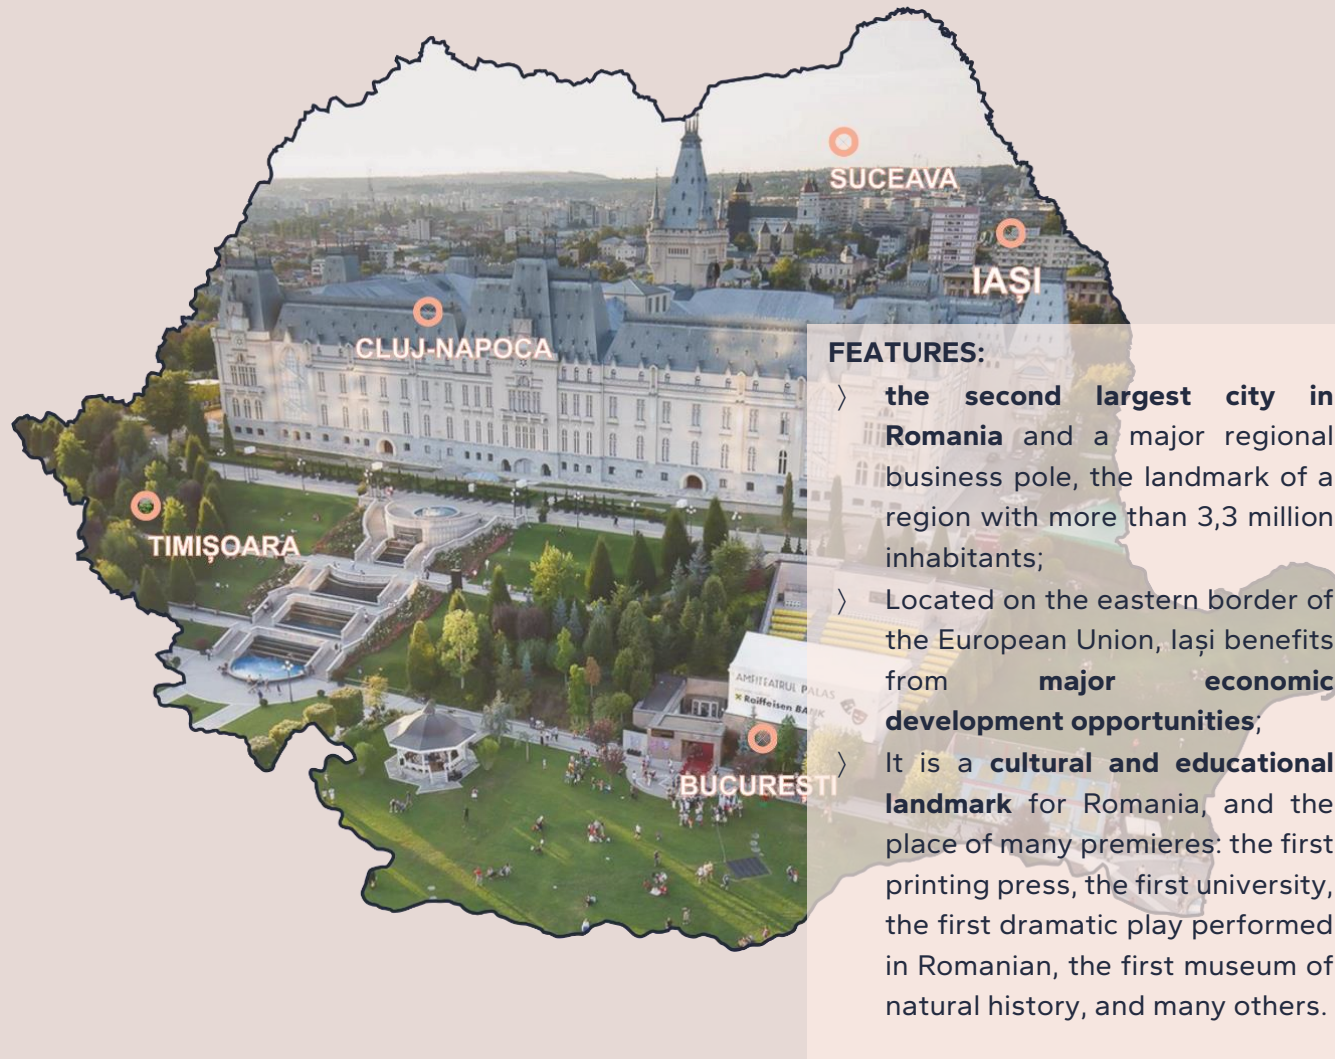 SUCEAVA
IAȘI
CLUJ-NAPOCA
TIMIȘOARA
AMFITEATRUL PALAS
Raiffeisen BANK
BUCUREȘTI
FEATURES:
〉 the second largest city in
Romania and a major regional
business pole, the landmark of a
region with more than 3,3 million
inhabitants;
〉 Located on the eastern border of
the European Union, Iași benefits
from major economic
development opportunities;
〉 It is a cultural and educational
landmark for Romania, and the
place of many premieres: the first
printing press, the first university,
the first dramatic play performed
in Romanian, the first museum of
natural history, and many others.